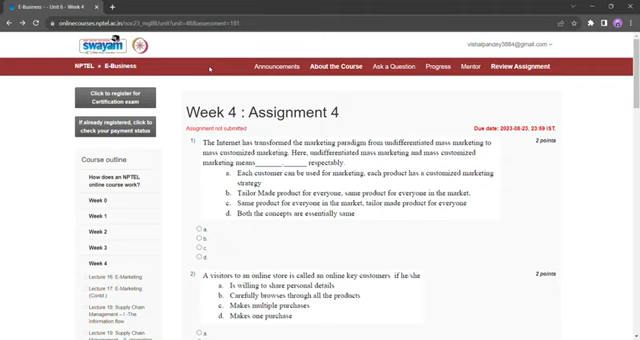 E-Business - - Unit 6 - Week 4
onlinecourses.nptel.ac.in/noc23_mg88/unit?unit=48&assessment=181
swayam
vishalpandey3884@gmail.com
NPTEL » E-Business
Announcements About the Course Ask a Question Progress Mentor Review Assignment
Click to register for
Certification exam
If already registered, click to
check your payment status
Course outline
How does an NPTEL
online course work?
Week 0
Week 1
Week 2
Week 3
Week 4
Lecture 16: E-Marketing
Lecture 17: E-Marketing
(Contd.)
Lecture 18: Supply Chain
Management – I -The
Information flow
Lecture 19: Supply Chain
Week 4 : Assignment 4
Assignment not submitted Due date: 2023-08-23, 23:59 IST.
1) The Internet has transformed the marketing paradigm from undifferentiated mass marketing to 2 points
mass customized marketing. Here, undifferentiated mass marketing and mass customized
marketing means_______, ______ respectably.
a. Each customer can be used for marketing, each product has a customized marketing
strategy
b. Tailor Made product for everyone, same product for everyone in the market,
c. Same product for everyone in the market, tailor made product for everyone
d. Both the concepts are essentially same
a.
b.
c.
d.
2) A visitors to an online store is called an online key customers if he/she 2 points
a. Is willing to share personal details
b. Carefully browses through all the products
c. Makes multiple purchases
d. Makes one purchase
a.